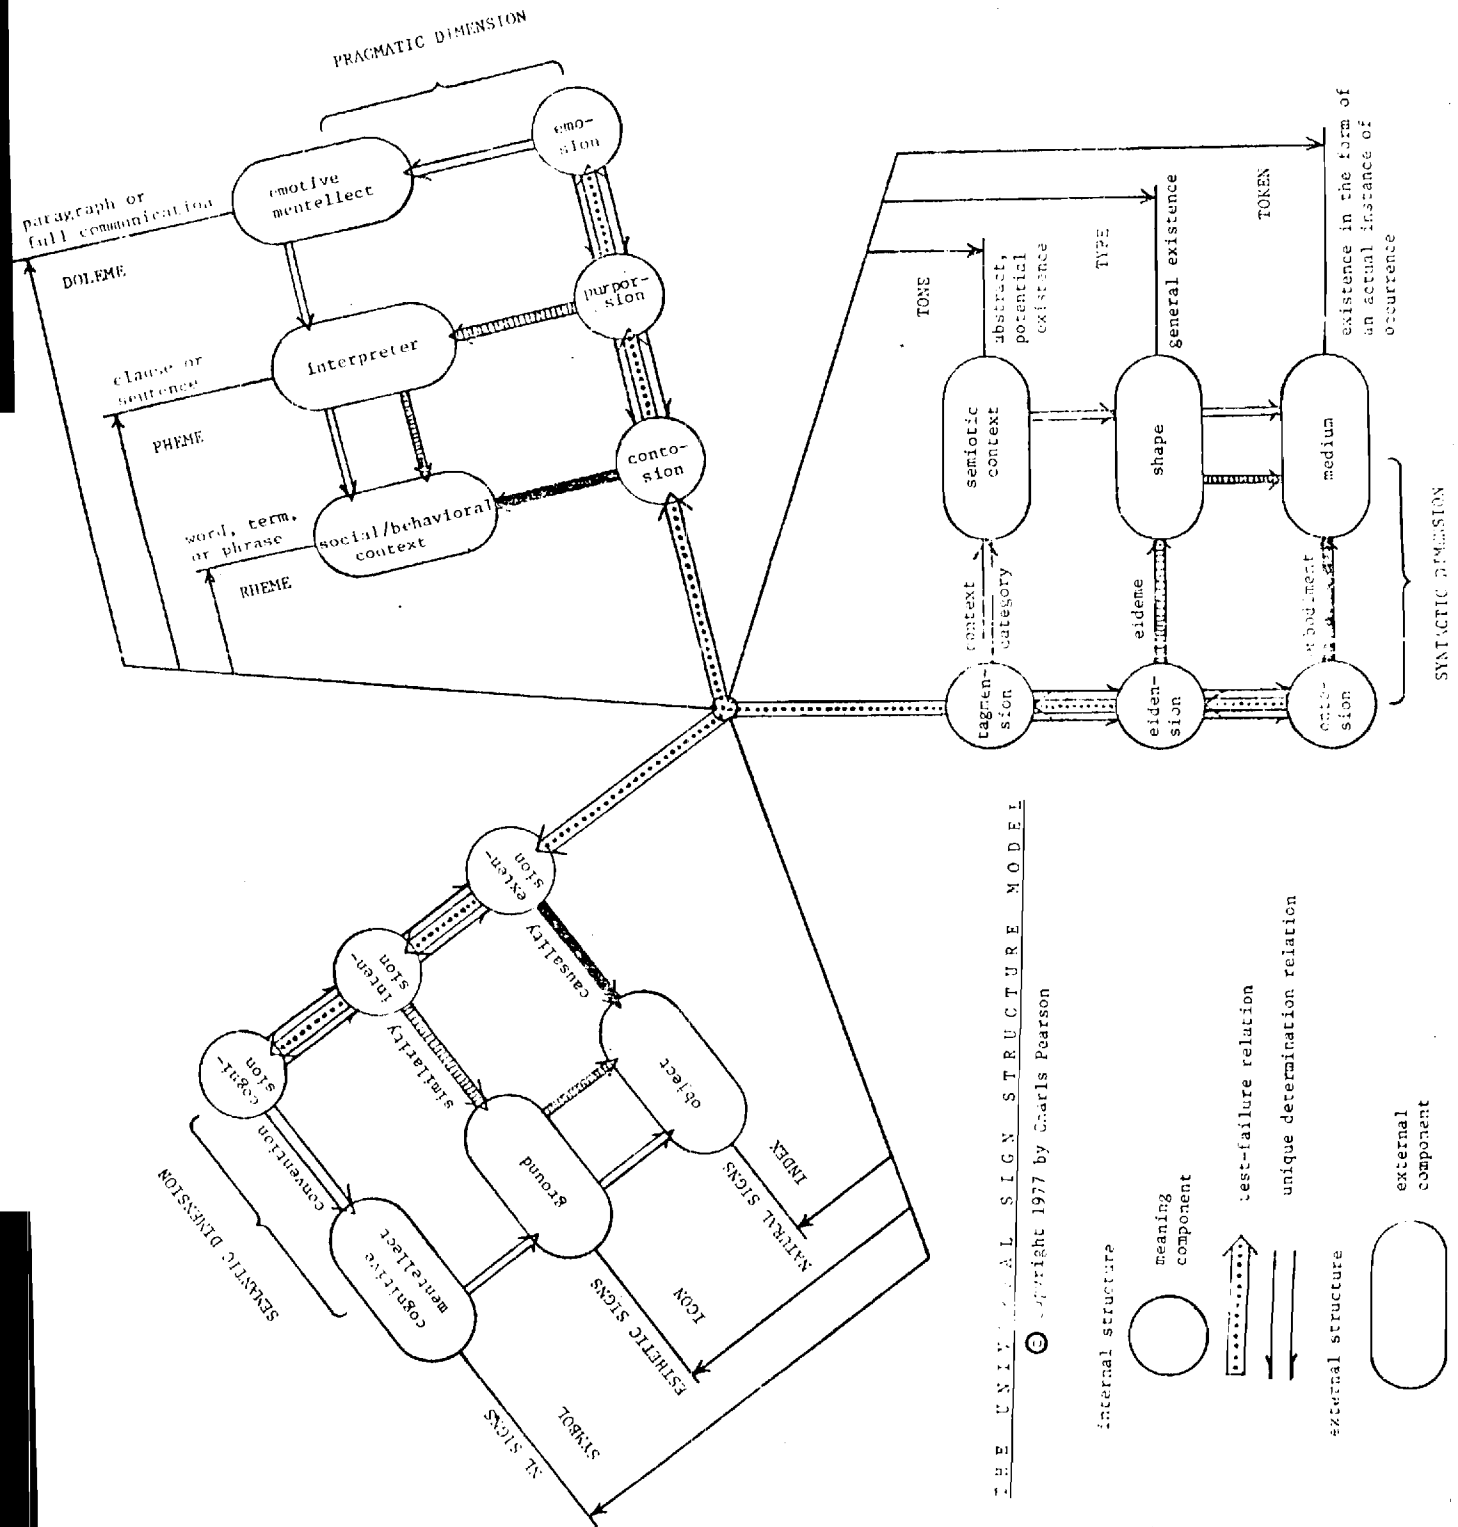 PRAGMATIC DIMENSION
emo-
sion
emotive
mentellect
paragraph or
full communication
DOLEME
purpor-
sion
interpreter
clause or
sentence
PHEME
conto-
sion
social/behavioral
context
word, term,
or phrase
RHEME
TONE
abstract,
potential
existence
TYPE
general existence
TOKEN
existence in the form of
an actual instance of
occurrence
semiotic
context
shape
medium
context
category
eideme
tagmen-
sion
eiden-
sion
sion
SYNTACTIC DIMENSION
exten-
sion
inten-
sion
cogni-
sion
causality
similarity
convention
object
ground
cognitive
mentellect
SEMANTIC DIMENSION
INDEX
NATURAL SIGNS
ICON
ESTHETIC SIGNS
SYMBOL
NL SIGNS
SIGN STRUCTURE MODEL
1977 by Charls Pearson
internal structure
meaning
component
test-failure relation
unique determination relation
external structure
external
component